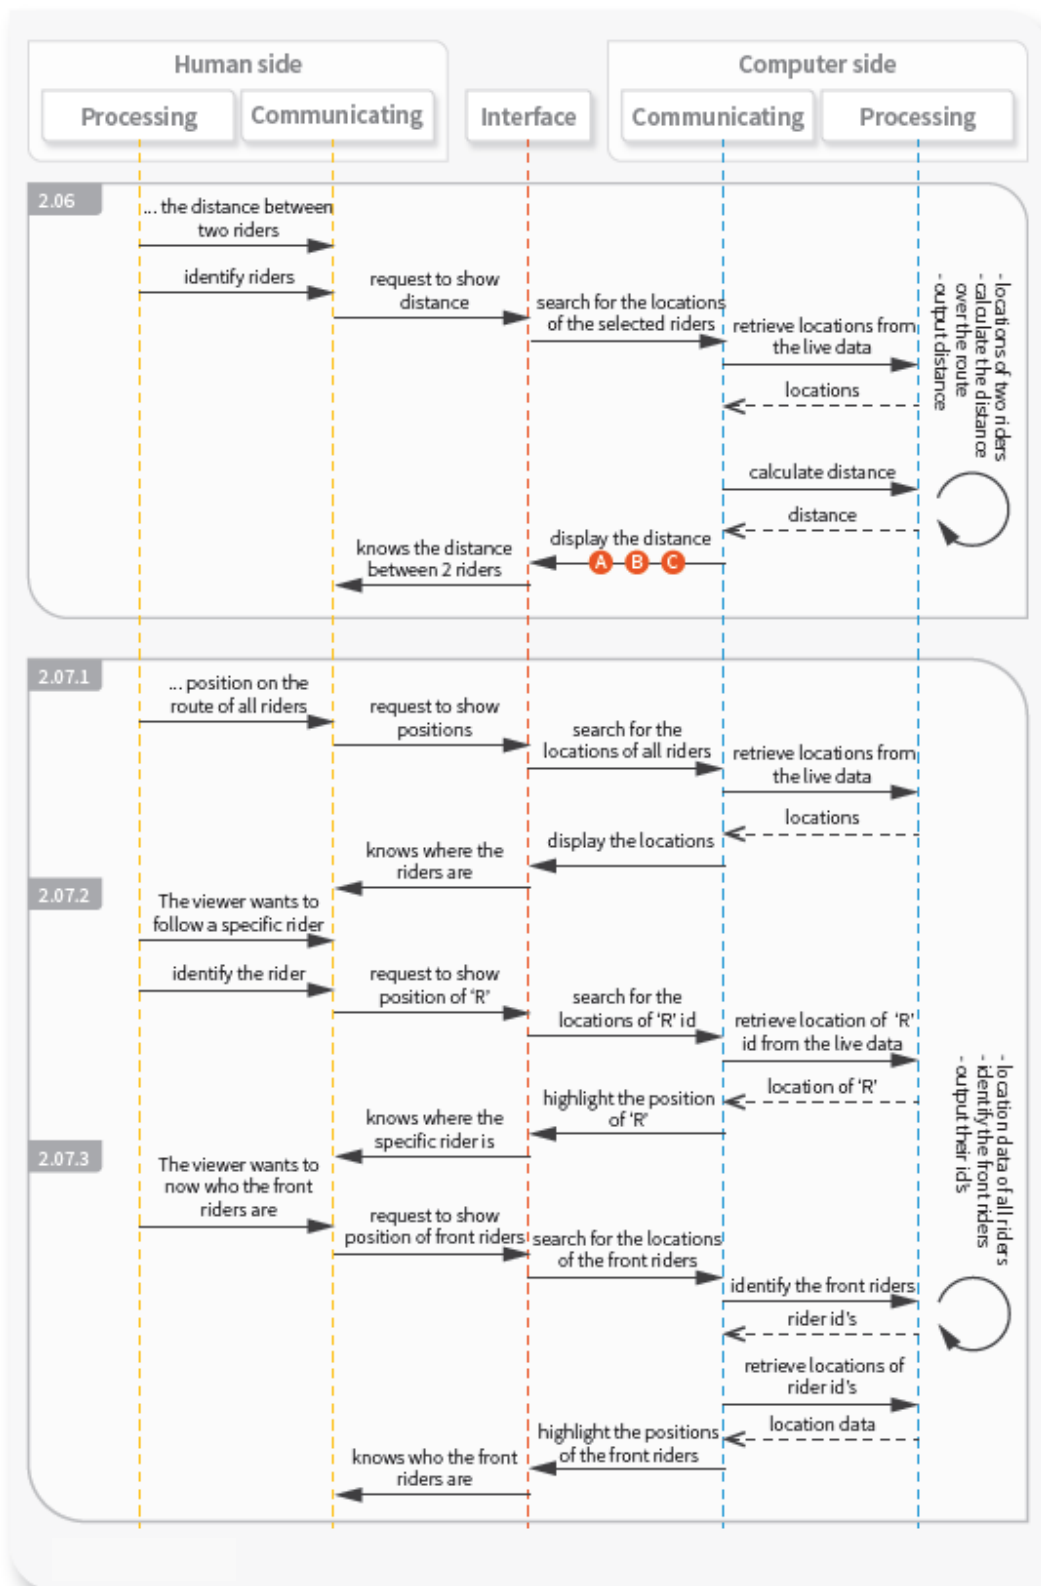 Human side
Computer side
Processing
Communicating
Interface
Communicating
Processing
2.06
... the distance between
two riders
identify riders
request to show
distance
search for the locations
of the selected riders
retrieve locations from
the live data
locations
- locations of two riders
- calculate the distance
over the route
- output distance
calculate distance
distance
display the distance
A B C
knows the distance
between 2 riders
2.07.1
... position on the
route of all riders
request to show
positions
search for the
locations of all riders
retrieve locations from
the live data
locations
display the locations
knows where the
riders are
2.07.2
The viewer wants to
follow a specific rider
identify the rider
request to show
position of ‘R’
search for the
locations of ‘R’ id
retrieve location of ‘R’
id from the live data
location of ‘R’
highlight the position
of ‘R’
knows where the
specific rider is
2.07.3
The viewer wants to
now who the front
riders are
request to show
position of front riders
search for the locations
of the front riders
- location data of all riders
- identify the front riders
- output their id's
identify the front riders
rider id's
retrieve locations of
rider id's
location data
highlight the positions
of the front riders
knows who the front
riders are